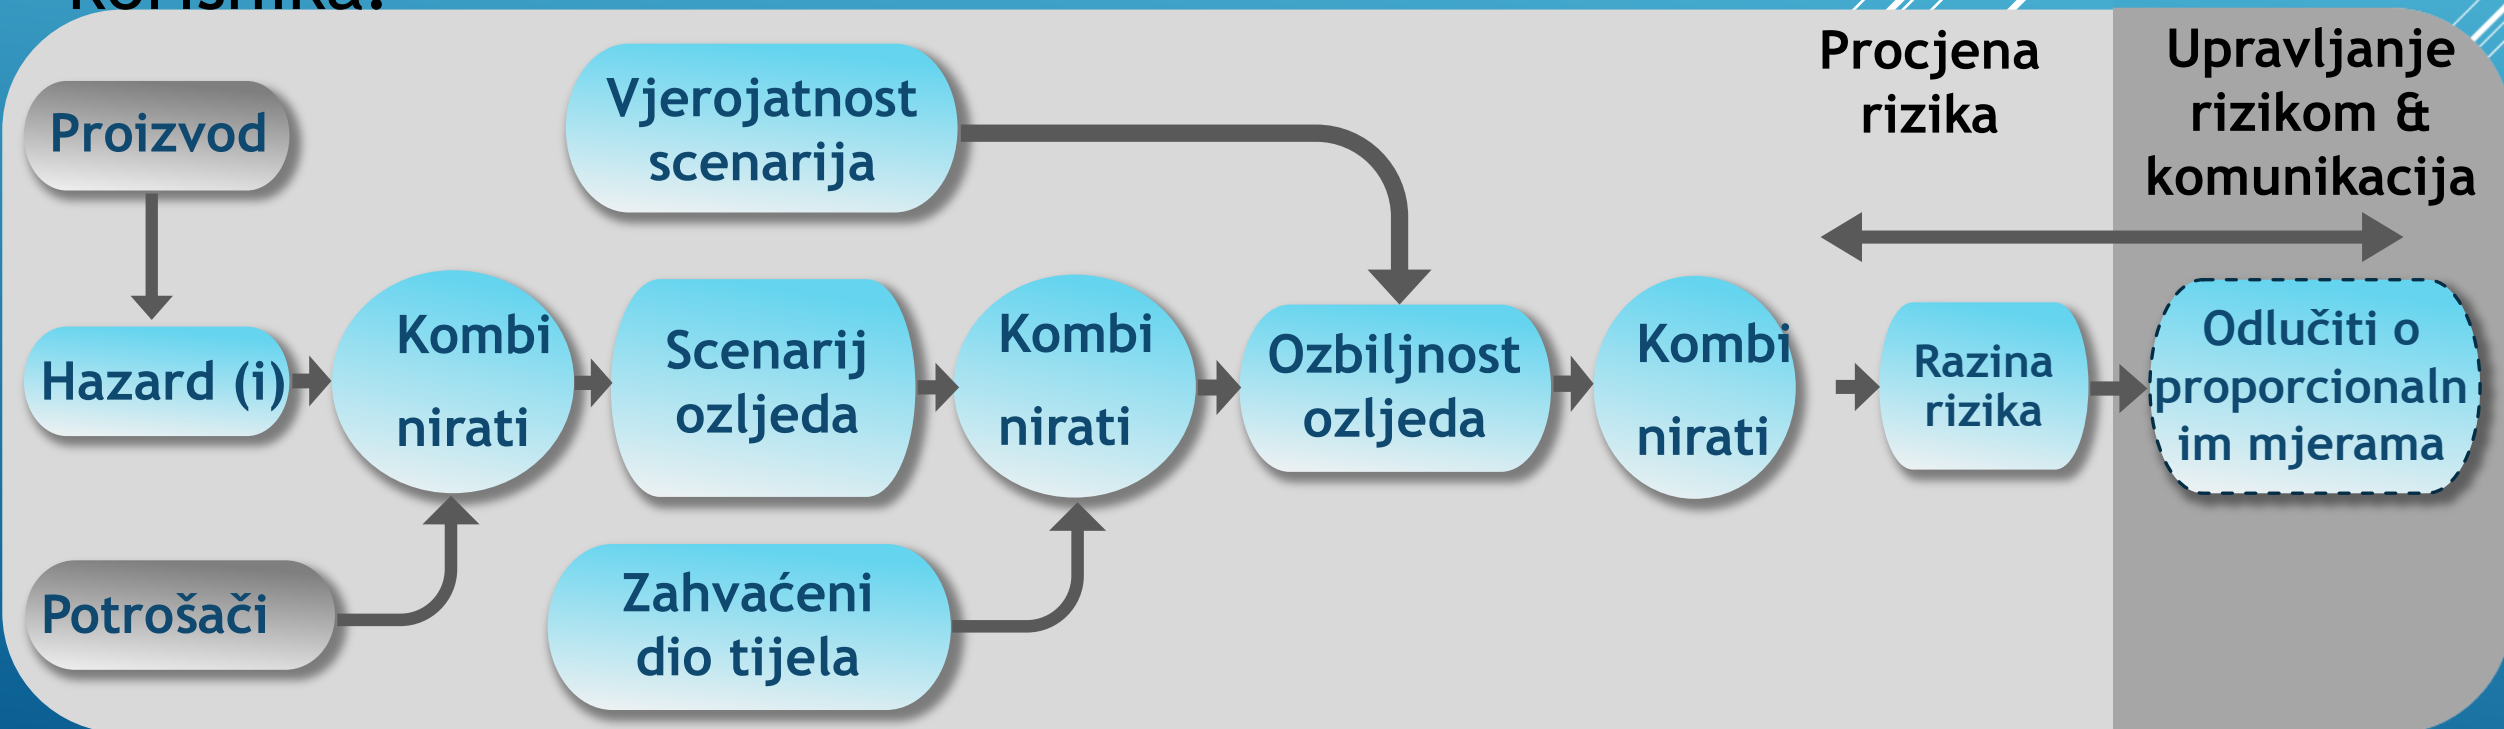 Proizvod
Vjerojatnost
scenarija
Procjena
rizika
Upravljanje
rizikom &
komunikacija
Hazard (i)
Kombi
nirati
Scenarij
ozljeda
Kombi
nirati
Ozbiljnost
ozljeda
Kombi
nirati
Razina
rizika
Odlučiti o
proporcionaln
im mjerama
Potrošači
Zahvaćeni
dio tijela